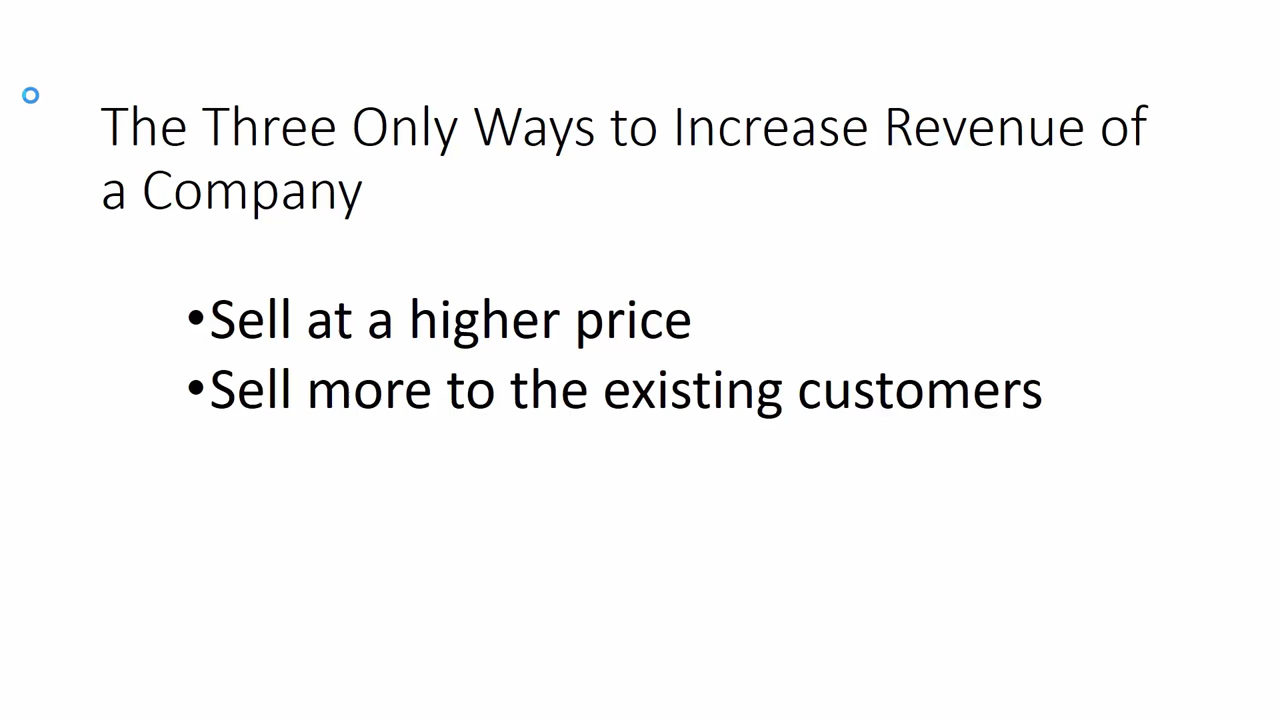 The Three Only Ways to Increase Revenue of
a Company
•Sell at a higher price
•Sell more to the existing customers